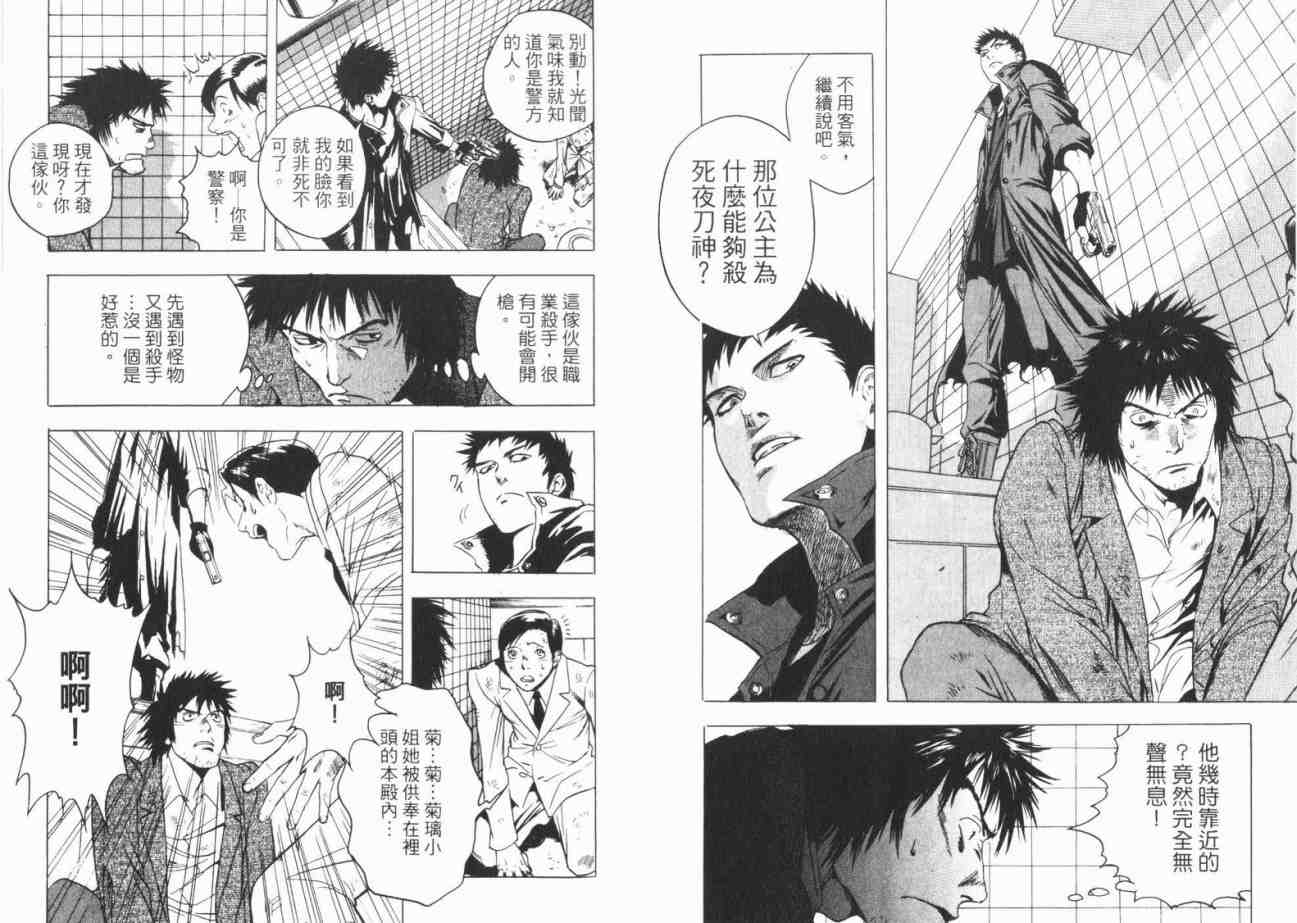 不用客氣，
繼續說吧。
那位公主為
什麼能夠殺
死夜刀神？
他幾時靠近的
？竟然完全無
聲無息！
別動！光聞
氣味我就知
道你是警方
的人。
如果看到
我的臉你
就非死不
可了。
啊─你是
警察！
現在才發
現呀？你
這傢伙。
這傢伙是職
業殺手，很
有可能會開
槍。
先遇到怪物
又遇到殺手
…沒一個是
好惹的。
クイ
菊…菊…菊璃小
姐她被供奉在裡
頭的本殿內…
啊！
啊啊！